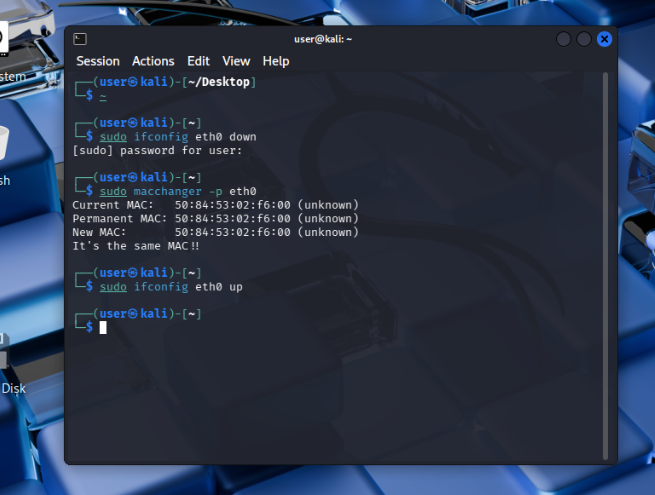 user@kali: ~
Session Actions Edit View Help
┌──(user㉿kali)-[~/Desktop]
└─$ ~
┌──(user㉿kali)-[~]
└─$ sudo ifconfig eth0 down
[sudo] password for user:
┌──(user㉿kali)-[~]
└─$ sudo macchanger -p eth0
Current MAC:   50:84:53:02:f6:00 (unknown)
Permanent MAC: 50:84:53:02:f6:00 (unknown)
New MAC:       50:84:53:02:f6:00 (unknown)
It's the same MAC!!
┌──(user㉿kali)-[~]
└─$ sudo ifconfig eth0 up
┌──(user㉿kali)-[~]
└─$
stem
sh
Disk